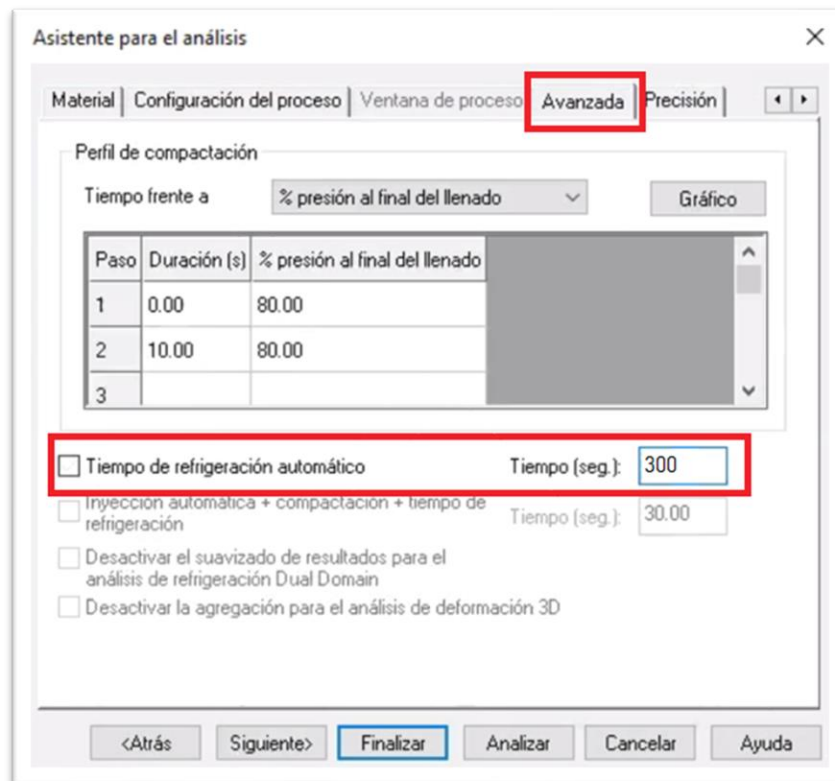 Asistente para el análisis
Material Configuración del proceso Ventana de proceso Avanzada Precisión
Perfil de compactación
Tiempo frente a % presión al final del llenado Gráfico
Paso Duración (s) % presión al final del llenado
1 0.00 80.00
2 10.00 80.00
3
Tiempo de refrigeración automático Tiempo (seg.): 300
Inyección automática + compactación + tiempo de
refrigeración Tiempo (seg.): 30.00
Desactivar el suavizado de resultados para el
análisis de refrigeración Dual Domain
Desactivar la agregación para el análisis de deformación 3D
<Atrás Siguiente> Finalizar Analizar Cancelar Ayuda